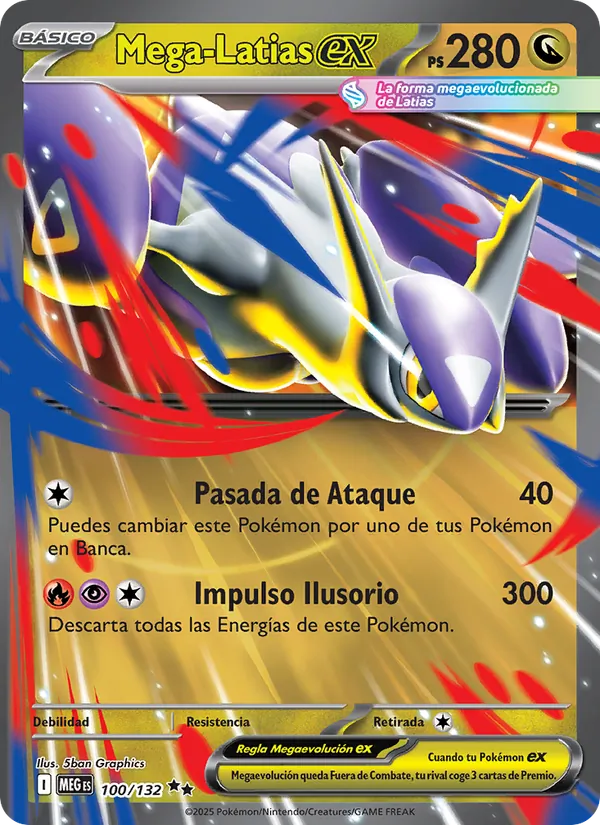 BÁSICO Mega-Latias ex PS 280
La forma megaevolucionada
de Latias
Pasada de Ataque 40
Puedes cambiar este Pokémon por uno de tus Pokémon
en Banca.
Impulso Ilusorio 300
Descarta todas las Energías de este Pokémon.
Debilidad Resistencia Retirada
Ilus. 5ban Graphics
Regla Megaevolución ex Cuando tu Pokémon ex
Megaevolución queda Fuera de Combate, tu rival coge 3 cartas de Premio.
I MEG ES 100/132
©2025 Pokémon/Nintendo/Creatures/GAME FREAK